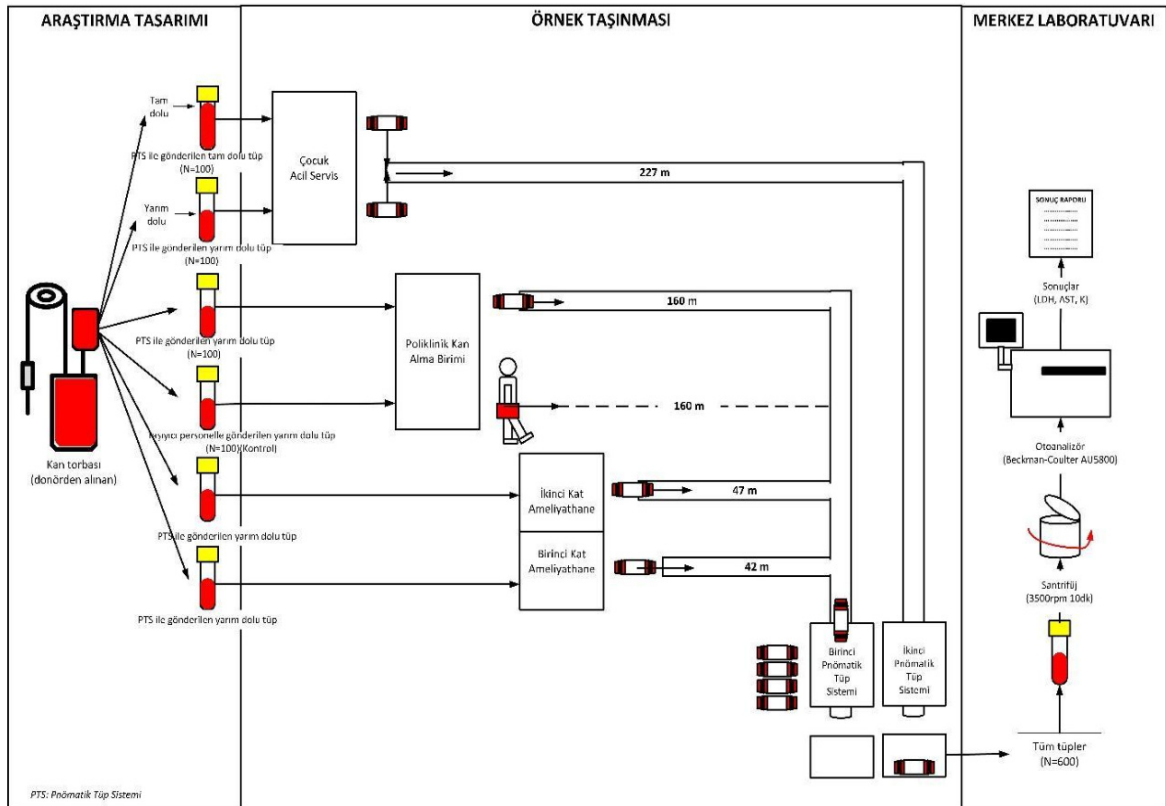 ARAŞTIRMA TASARIMI
ÖRNEK TAŞINMASI
MERKEZ LABORATUVARI
Tam
dolu
PTS ile gönderilen tam dolu tüp
(N=100)
Yarım
dolu
PTS ile gönderilen yarım dolu tüp
(N=100)
PTS ile gönderilen yarım dolu tüp
(N=100)
personelle gönderilen yarım dolu tüp
(N=100)(Kontrol)
PTS ile gönderilen yarım dolu tüp
PTS ile gönderilen yarım dolu tüp
Kan torbası
(donörden alınan)
PTS: Pnömatik Tüp Sistemi
Çocuk
Acil Servis
227 m
Poliklinik Kan
Alma Birimi
160 m
160 m
İkinci Kat
Ameliyathane
47 m
Birinci Kat
Ameliyathane
42 m
Birinci
Pnömatik
Tüp
Sistemi
İkinci
Pnömatik
Tüp
Sistemi
SONUÇ RAPORU
Sonuçlar
(LDH, AST, K)
Otoanalizör
(Beckman-Coulter AU5800)
Santrifüj
(3500rpm 10dk)
Tüm tüpler
(N=600)